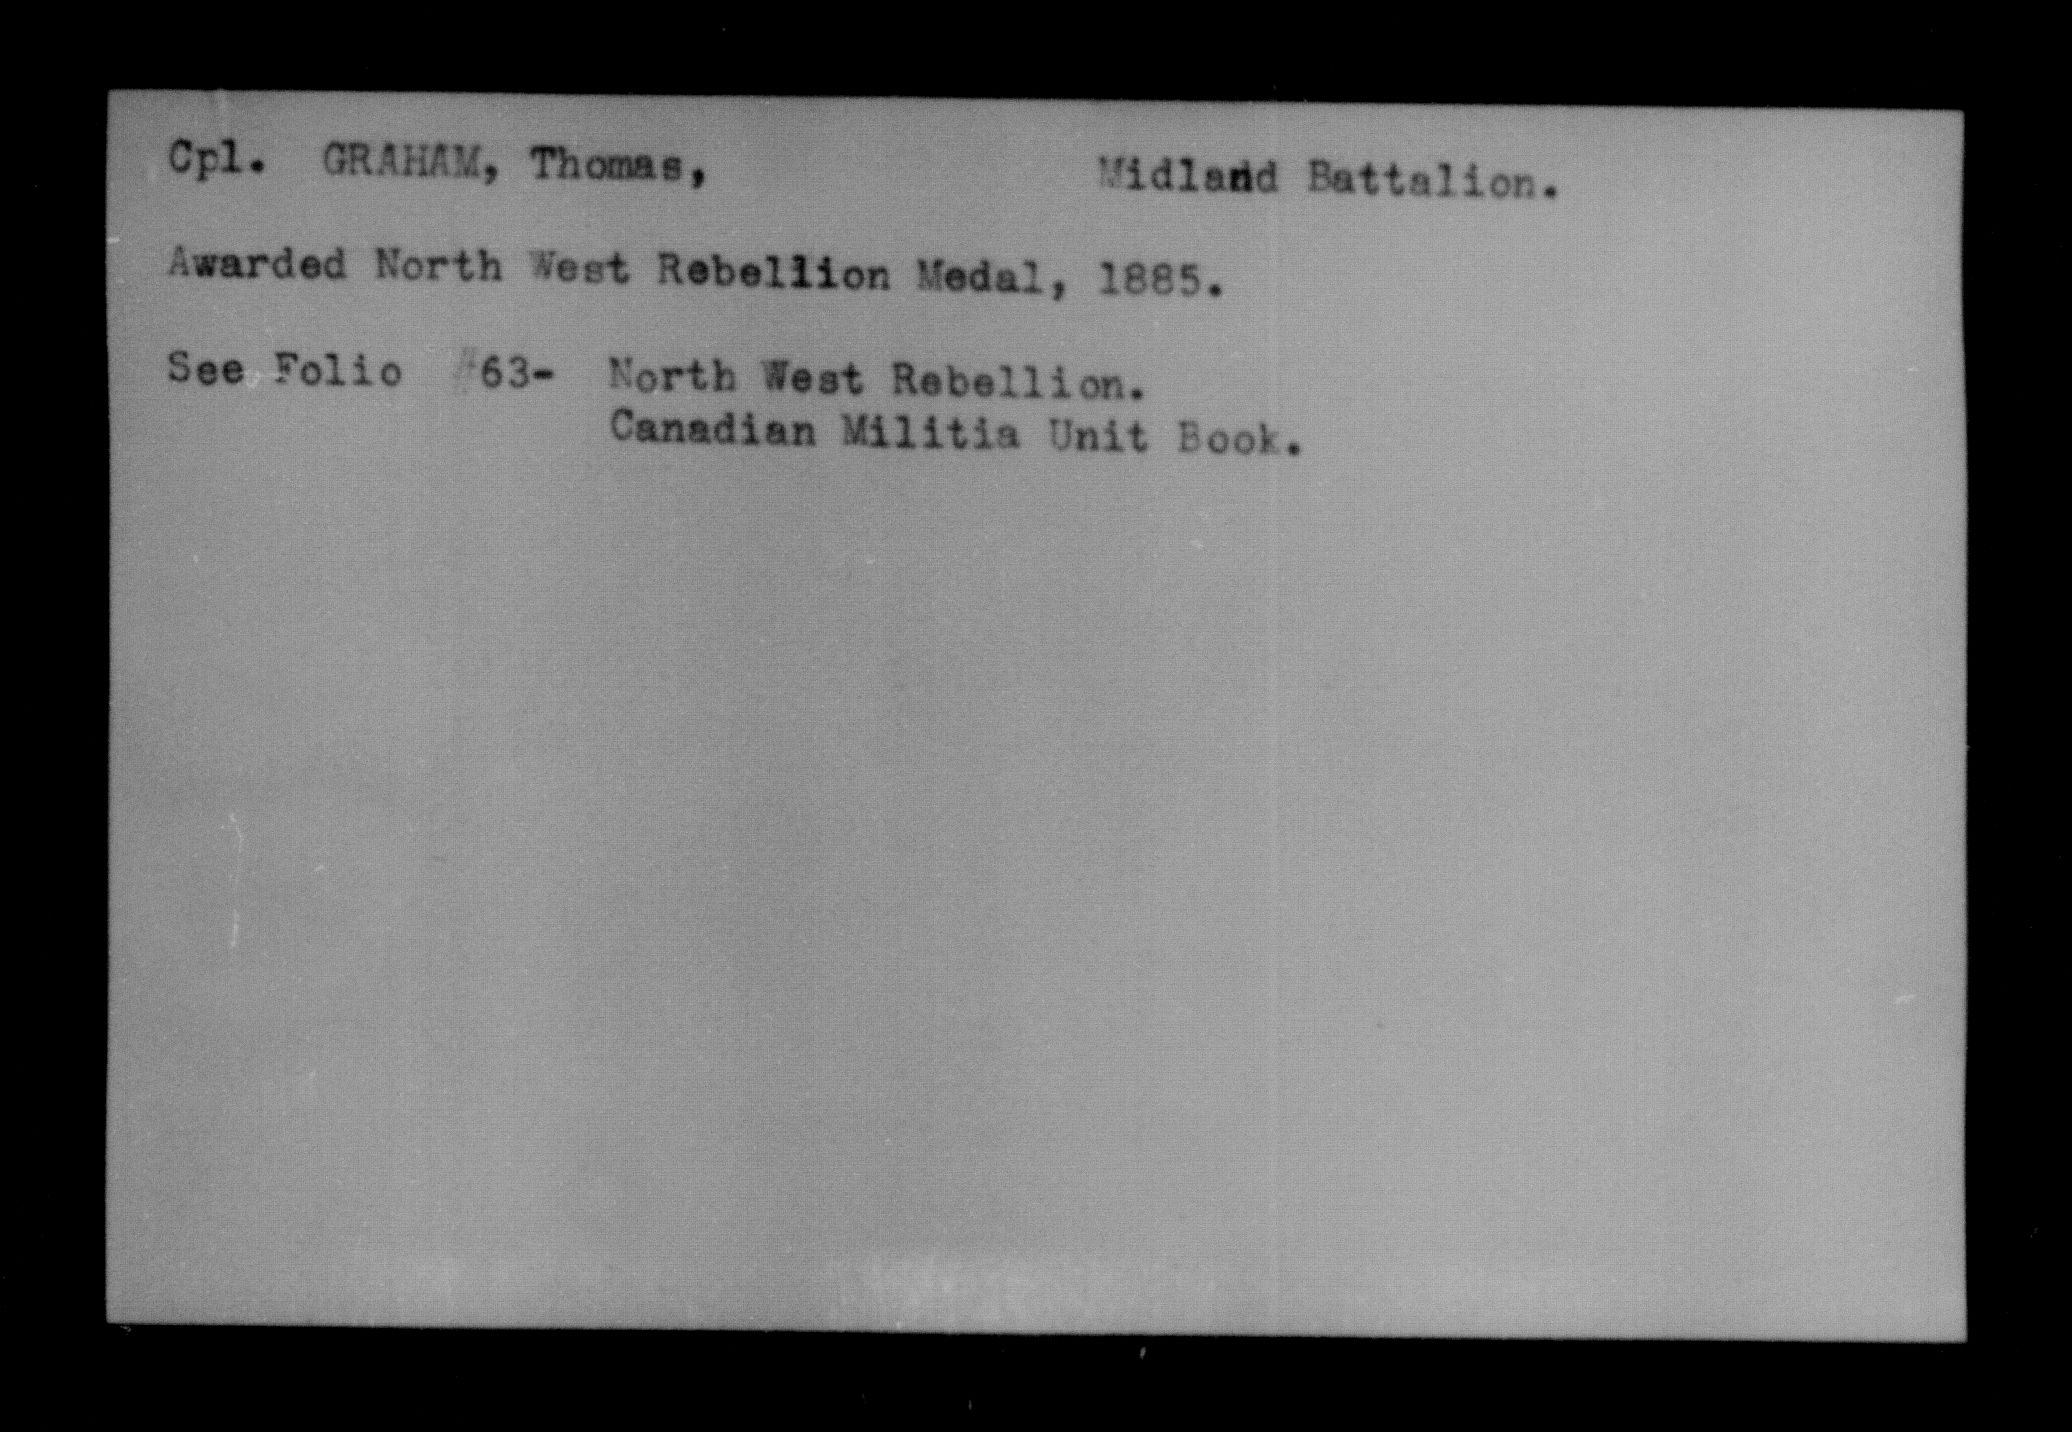 Cpl. GRAHAM, Thomas, Midland Battalion.
Awarded North West Rebellion Medal, 1885.
See Folio #63- North West Rebellion.
Canadian Militia Unit Book.